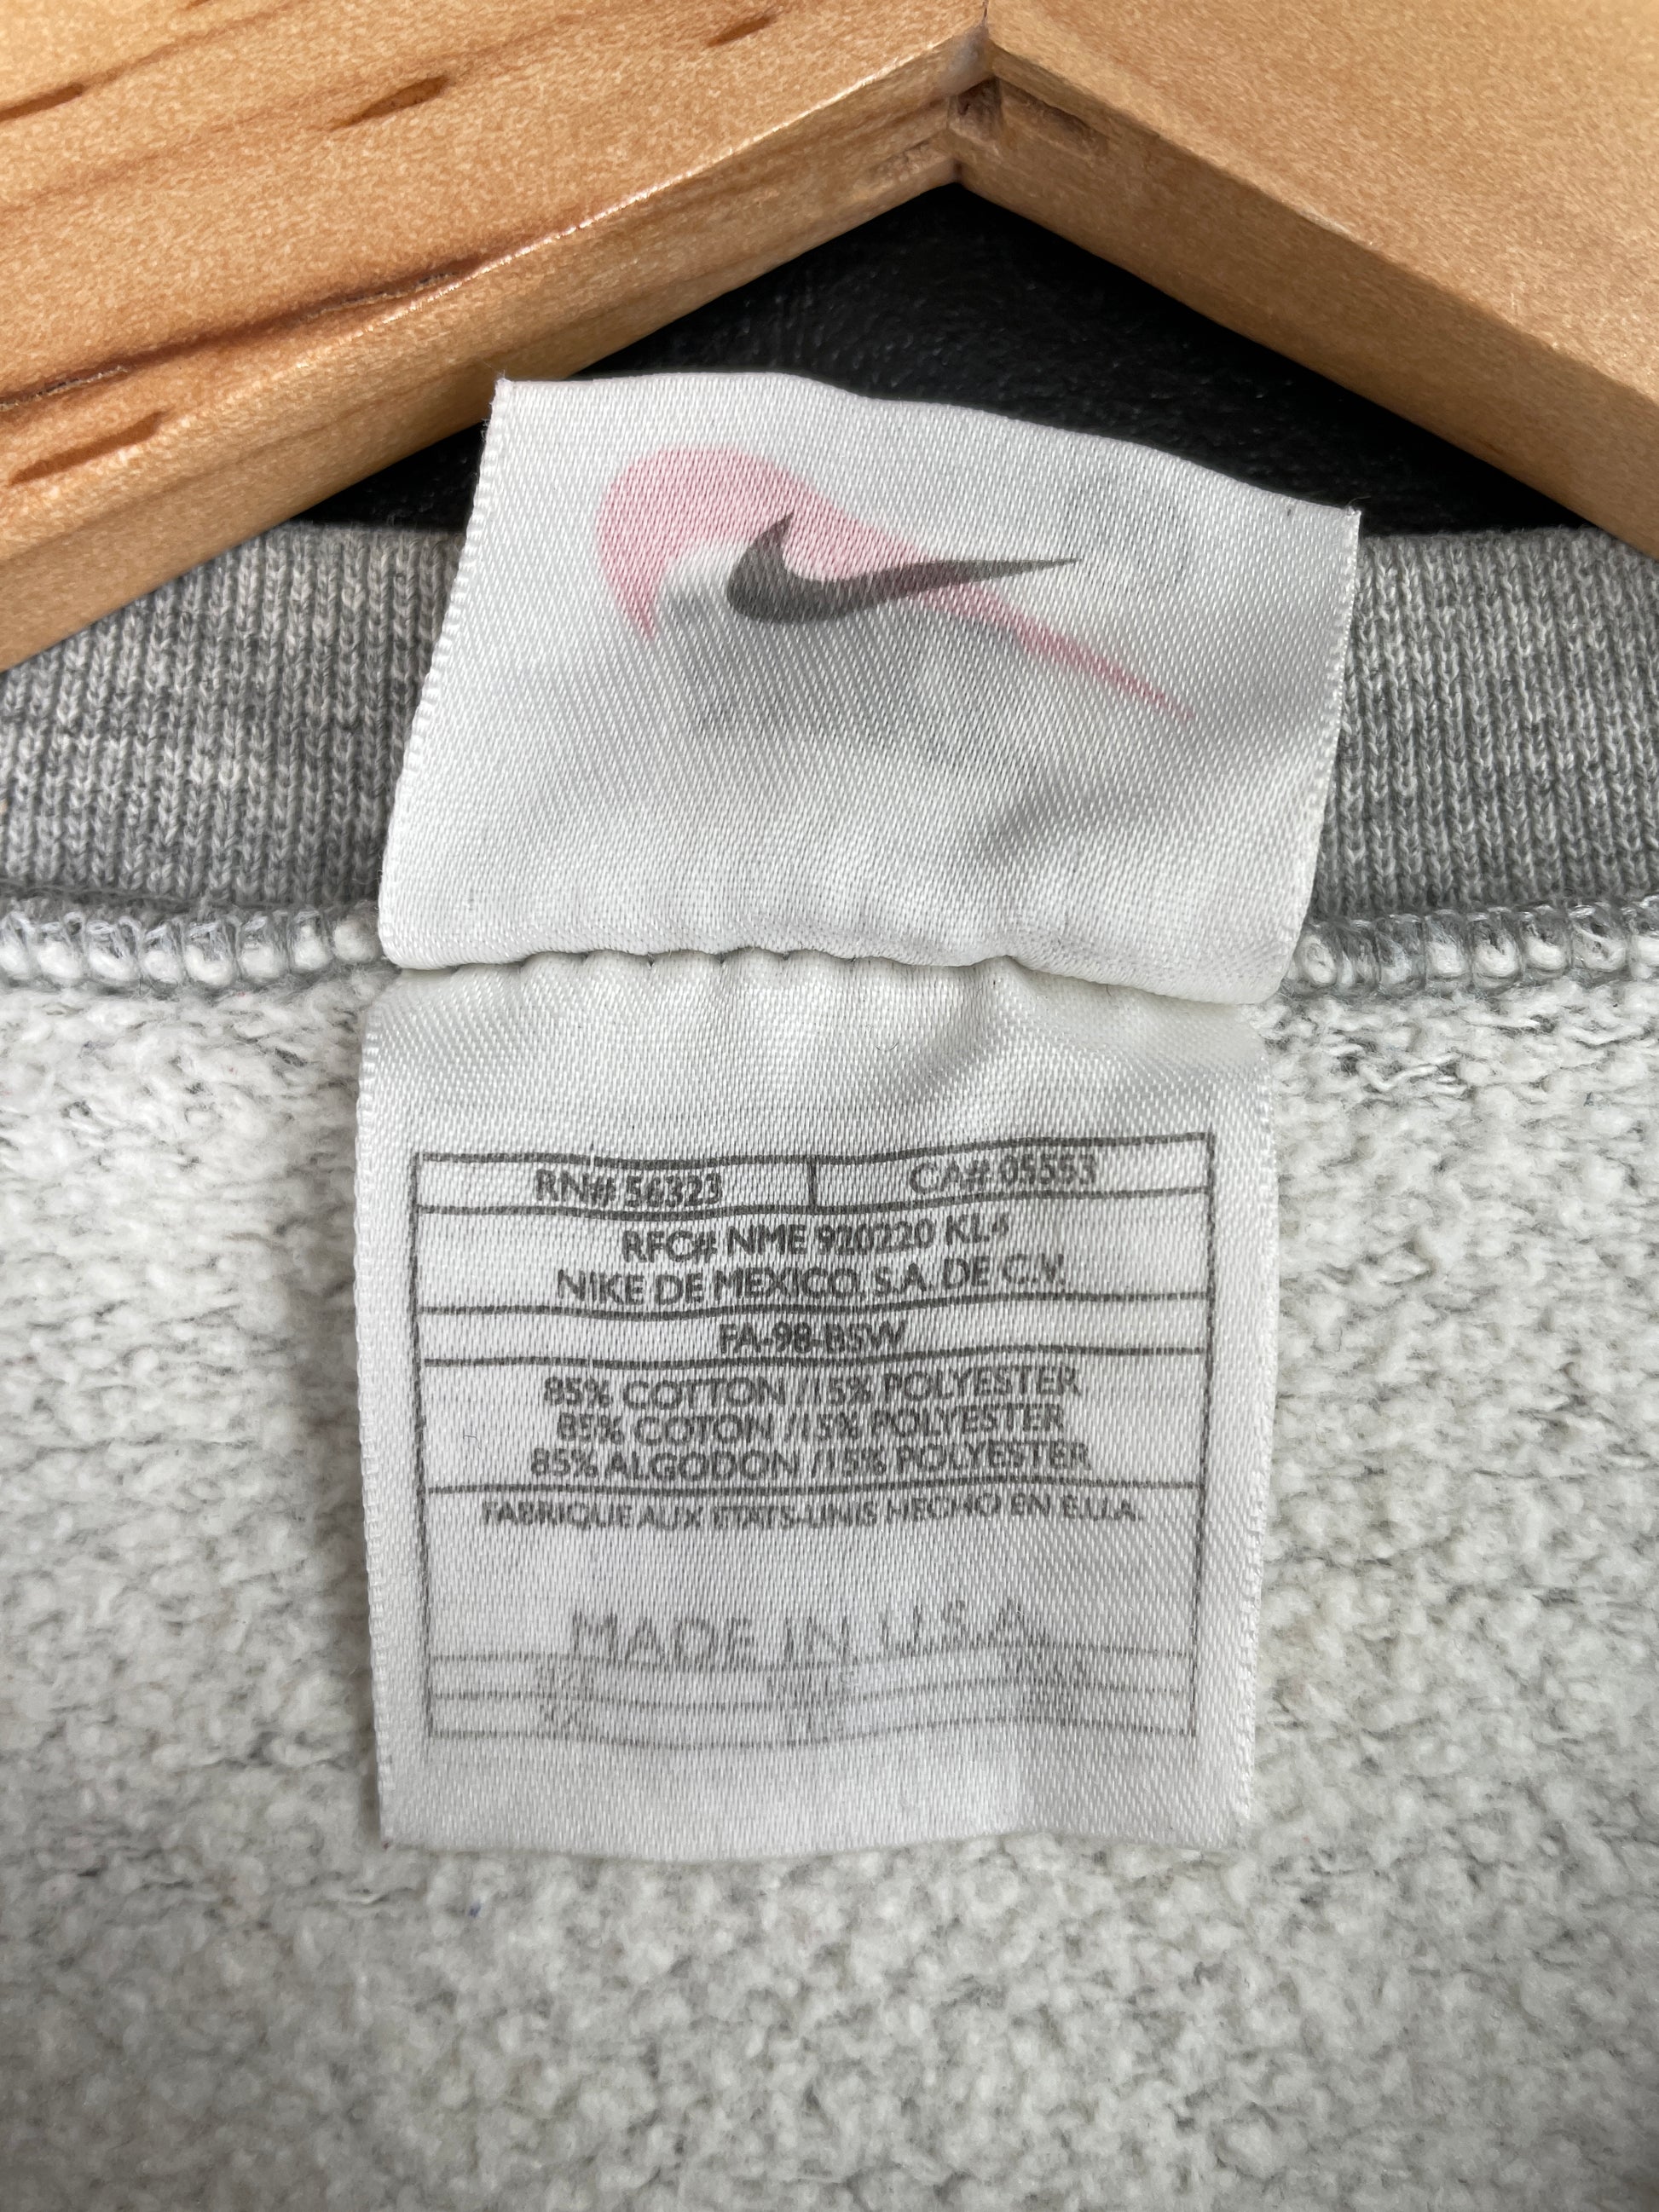 RN# 56323 CA# 05553
RFC# NME 920220 KL4
NIKE DE MEXICO, S.A. DE C.V.
FA-98-BSW
85% COTTON // 15% POLYESTER
85% COTON // 15% POLYESTER
85% ALGODON // 15% POLYESTER
FABRIQUE AUX ETATS-UNIS HECHO EN E.U.A.
MADE IN U.S.A.